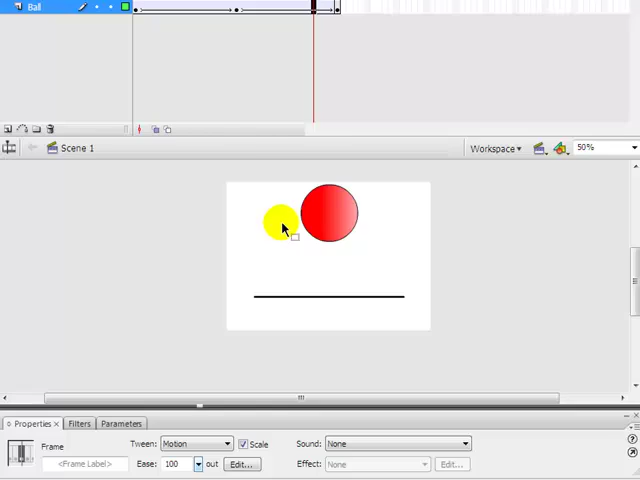 Ball
Scene 1
Workspace▾
50%
Properties × Filters Parameters
Frame Tween: Motion Scale Sound: None
<Frame Label> Ease: 100 out Edit... Effect: None Edit...